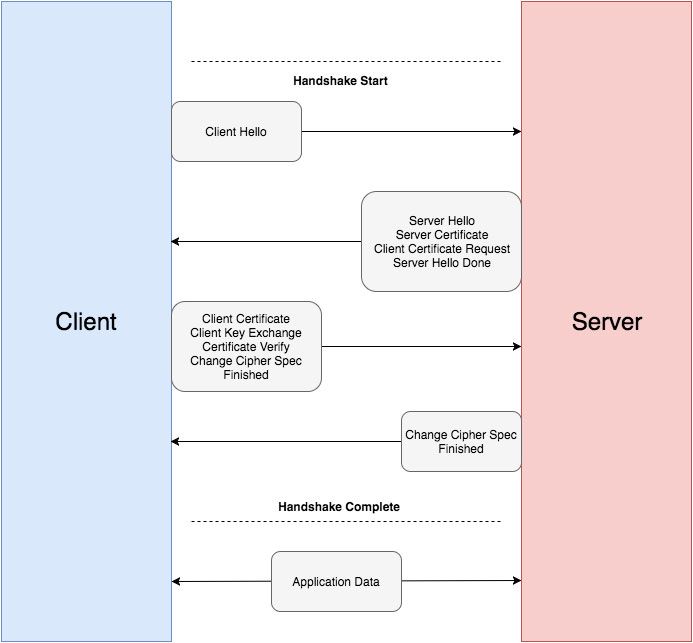 Handshake Start
Client Hello
Server Hello
Server Certificate
Client Certificate Request
Server Hello Done
Client
Server
Client Certificate
Client Key Exchange
Certificate Verify
Change Cipher Spec
Finished
Change Cipher Spec
Finished
Handshake Complete
Application Data